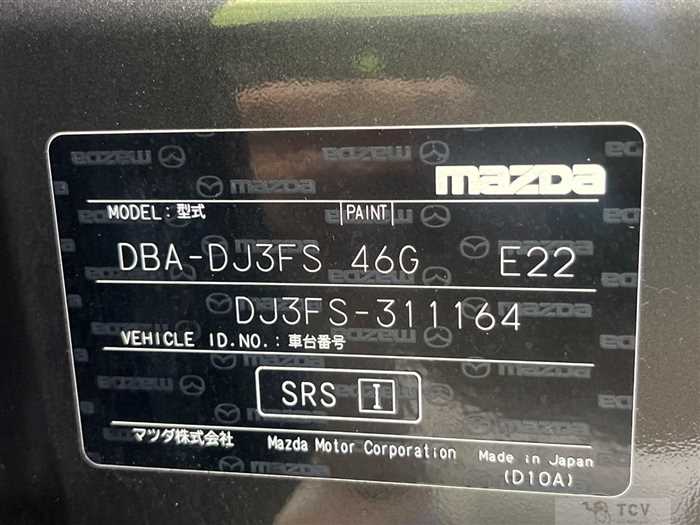 mazda
MODEL:型式 PAINT
DBA-DJ3FS 46G E22
DJ3FS-311164
VEHICLE ID.NO.:車台番号
SRS I
マツダ株式会社 Mazda Motor Corporation Made in Japan
(D10A)
TCV